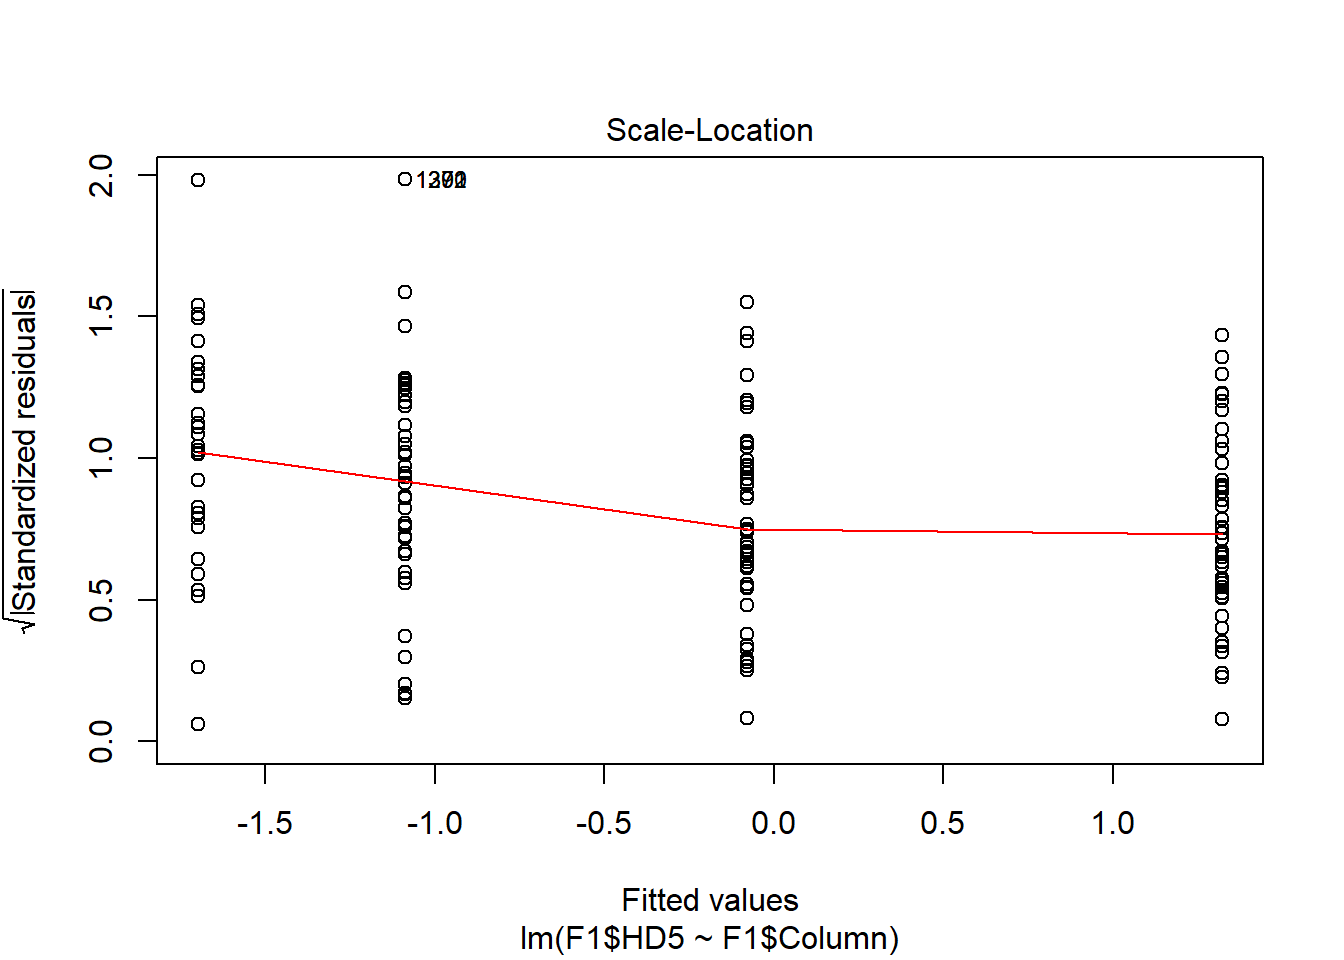 Scale-Location
√|Standardized residuals|
2.0
1.5
1.0
0.5
0.0
-1.5 -1.0 -0.5 0.0 0.5 1.0
Fitted values
lm(F1$HD5 ~ F1$Column)